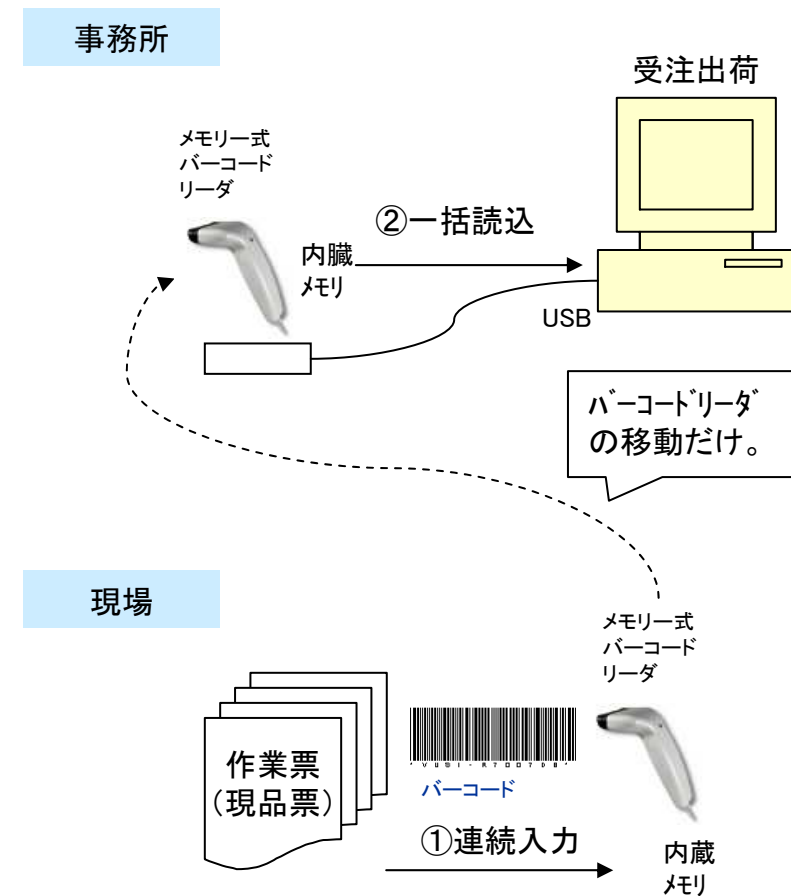 事務所
受注出荷
メモリー式
バーコード
リーダ
②一括読込
内臓
メモリ
USB
バーコードリーダ
の移動だけ。
現場
メモリー式
バーコード
リーダ
作業票
(現品票)
バーコード
①連続入力
内蔵
メモリ